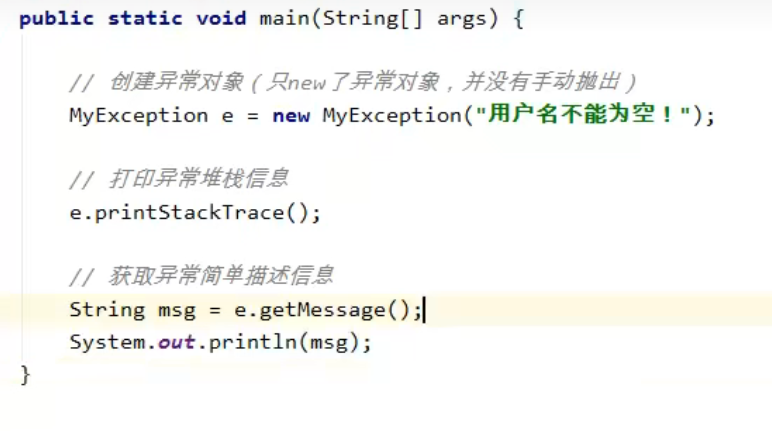 public static void main(String[] args) {
// 创建异常对象（只new了异常对象，并没有手动抛出）
MyException e = new MyException("用户名不能为空！");
// 打印异常堆栈信息
e.printStackTrace();
// 获取异常简单描述信息
String msg = e.getMessage();
System.out.println(msg);
}